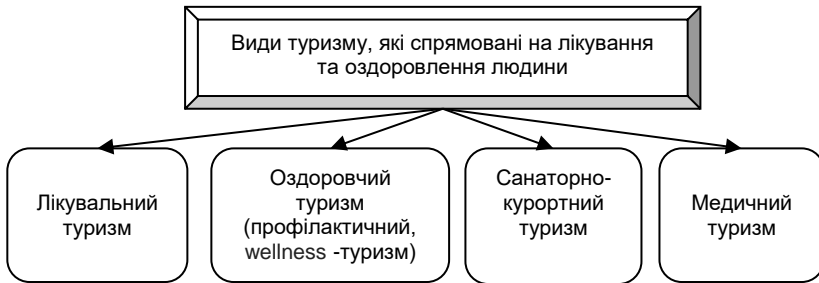 Види туризму, які спрямовані на лікування
та оздоровлення людини
Лікувальний
туризм
Оздоровчий
туризм
(профілактичний,
wellness -туризм)
Санаторно-
курортний
туризм
Медичний
туризм